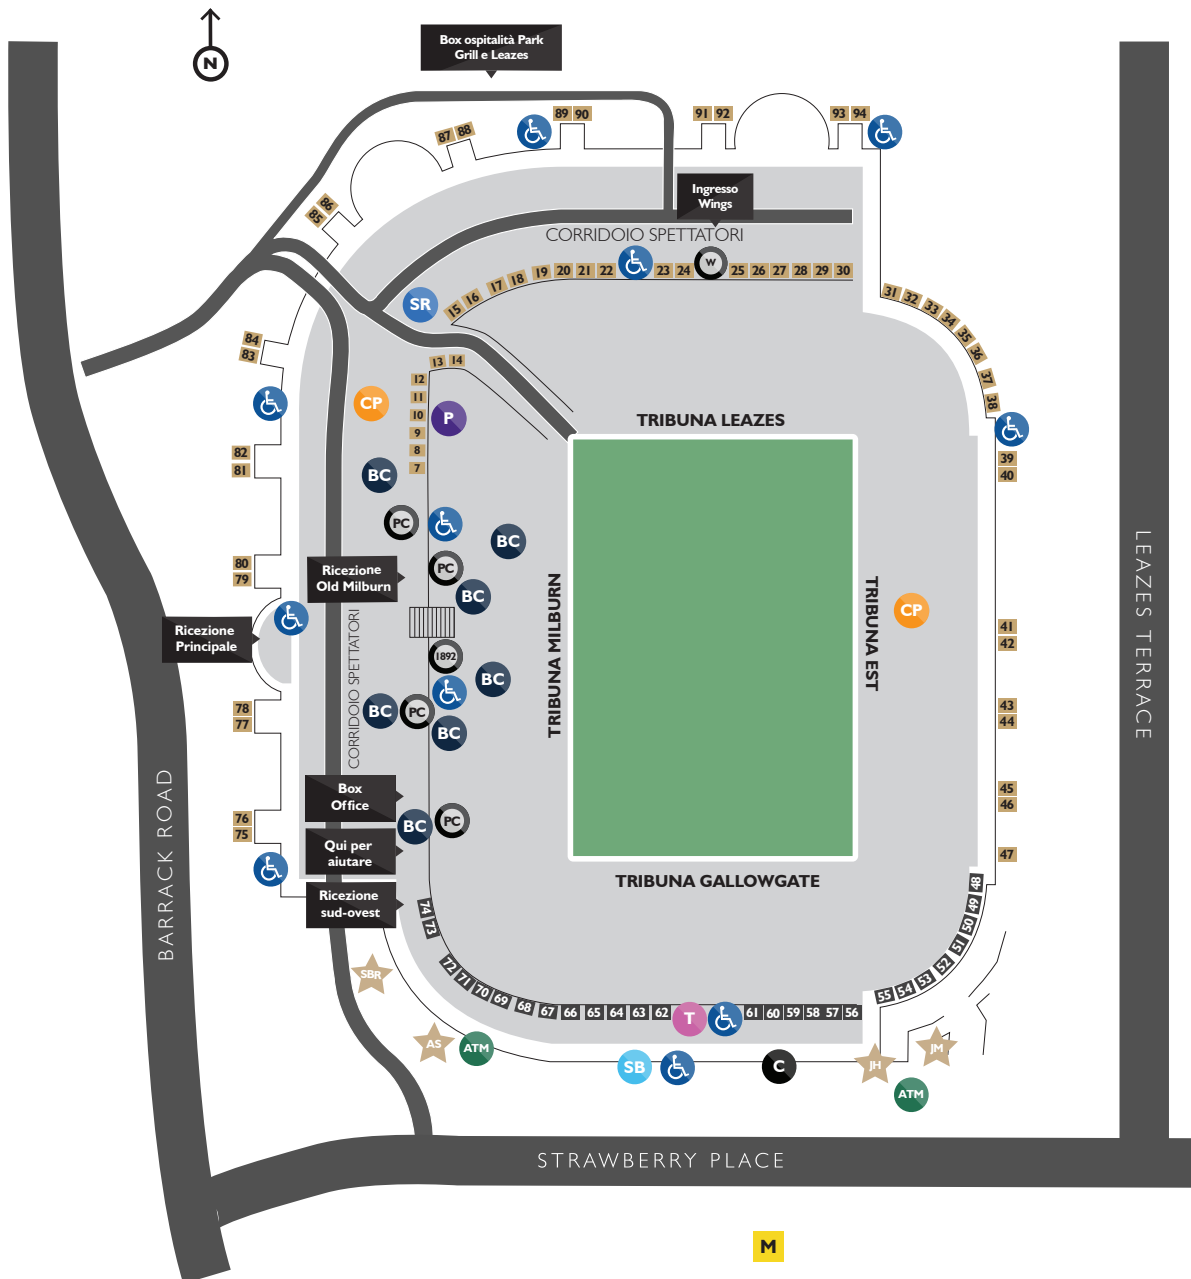 N
Box ospitalità Park
Grill e Leazes
89 90
91 92
93 94
87 88
86
85
Ingresso
Wings
CORRIDOIO SPETTATORI
W
15 16 17 18 19 20 21 22 23 24 25 26 27 28 29 30
SR
31 32 33 34 35 36 37 38
84
83
13 14
12
11
10
9
8
7
CP
P
TRIBUNA LEAZES
82
81
39
40
BC
PC
BC
80
79
Ricezione
Old Milburn
PC
BC
TRIBUNA MILBURN
TRIBUNA EST
CP
LEAZES TERRACE
Ricezione
Principale
CORRIDOIO SPETTATORI
1892
41
42
BC
78
77
BC
PC
BC
43
44
BARRACK ROAD
Box
Office
45
46
76
75
BC
PC
Qui per
aiutare
47
TRIBUNA GALLOWGATE
Ricezione
sud-ovest
74
73
48
49
50
51
52
53
54
55
72 71 70 69 68 67 66 65 64 63 62
T
61 60 59 58 57 56
SBR
AS
ATM
SB
C
JH
JM
ATM
STRAWBERRY PLACE
M